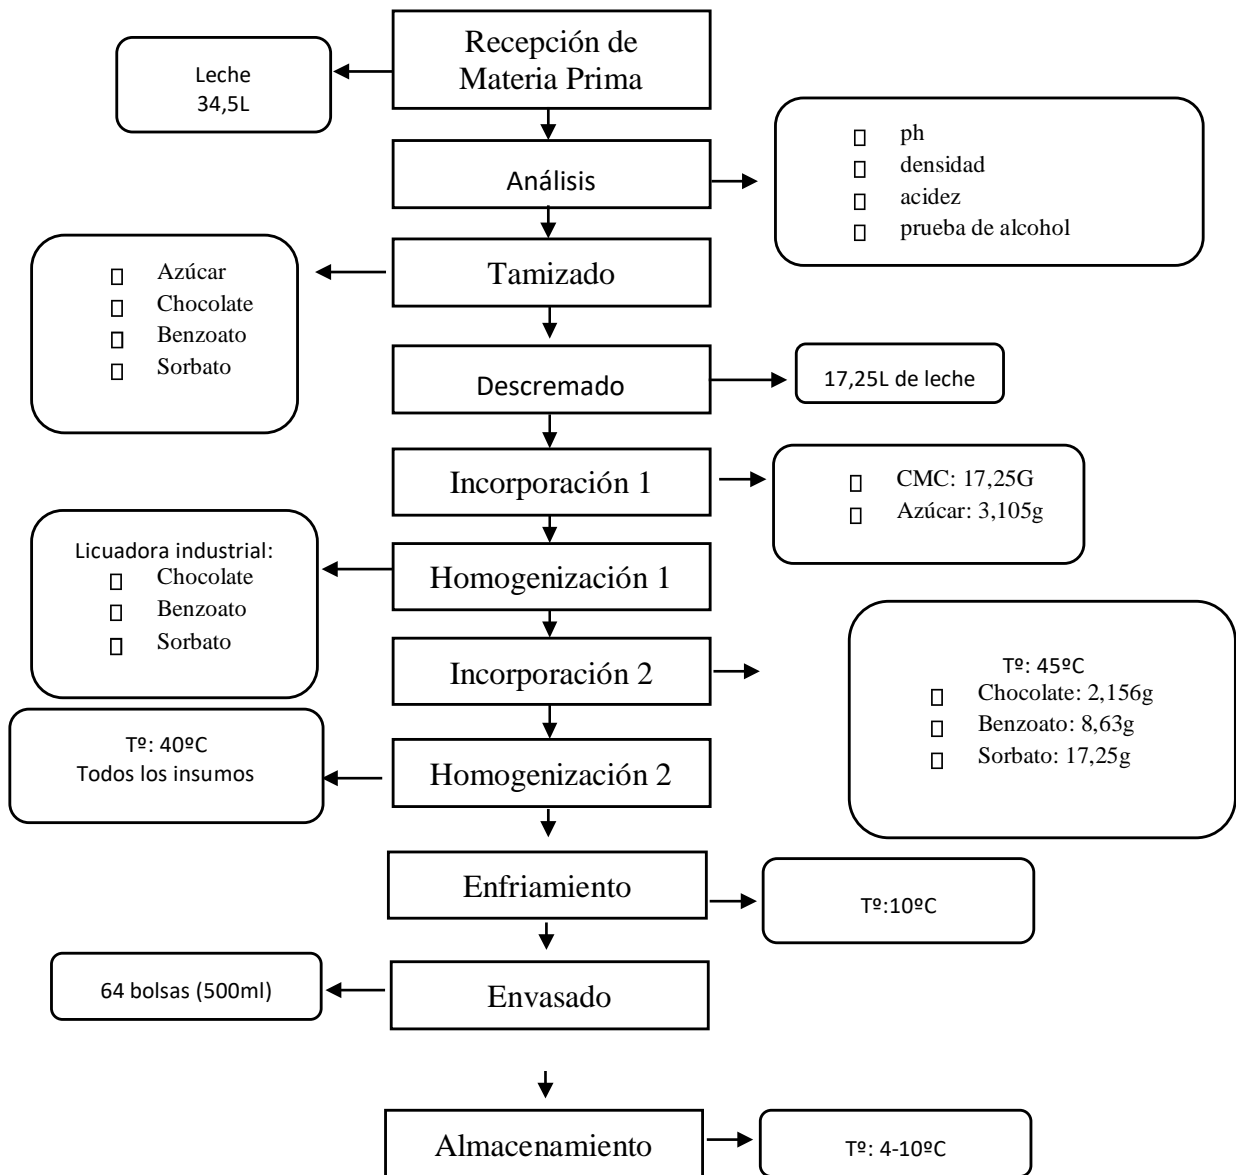 Recepción de
Materia Prima
Leche
34,5L
Análisis
ph
densidad
acidez
prueba de alcohol
Tamizado
Azúcar
Chocolate
Benzoato
Sorbato
Descremado
17,25L de leche
Incorporación 1
CMC: 17,25G
Azúcar: 3,105g
Homogenización 1
Licuadora industrial:
Chocolate
Benzoato
Sorbato
Incorporación 2
Tº: 45ºC
Chocolate: 2,156g
Benzoato: 8,63g
Sorbato: 17,25g
Homogenización 2
Tº: 40ºC
Todos los insumos
Enfriamiento
Tº:10ºC
Envasado
64 bolsas (500ml)
Almacenamiento
Tº: 4-10ºC